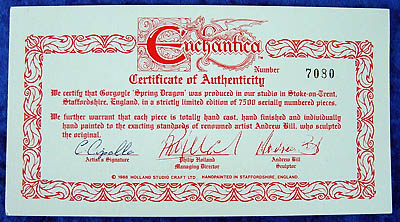 Enchantica
Number
7080
Certificate of Authenticity
We certify that Gorgoyle 'Spring Dragon' was produced in our studio in Stoke-on-Trent,
Staffordshire, England, in a strictly limited edition of 7500 serially numbered pieces.
We further warrant that each piece is totally hand cast, hand finished and individually
hand painted to the exacting standards of renowned artist Andrew Bill, who sculpted
the original.
Artist's Signature
Philip Holland
Managing Director
Andrew Bill
Sculptor
© 1988 HOLLAND STUDIO CRAFT LTD. HANDPAINTED IN STAFFORDSHIRE, ENGLAND.